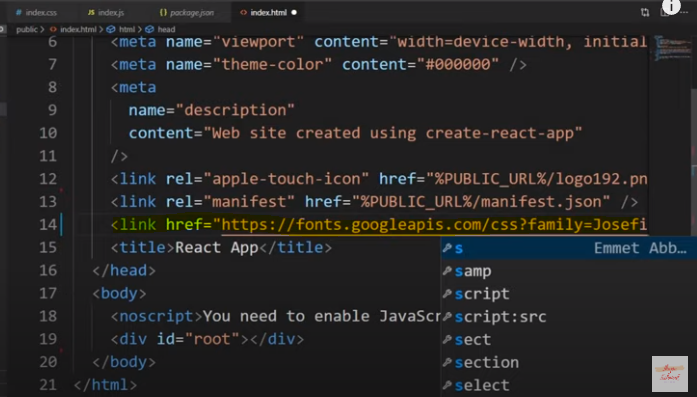 index.css index.js package.json index.html
public > index.html > html > head
6 <meta name="viewport" content="width=device-width, initial
7 <meta name="theme-color" content="#000000" />
8 <meta
9 name="description"
10 content="Web site created using create-react-app"
11 />
12 <link rel="apple-touch-icon" href="%PUBLIC_URL%/logo192.pn
13 <link rel="manifest" href="%PUBLIC_URL%/manifest.json" />
14 <link href="https://fonts.googleapis.com/css?family=Josefi
15 <title>React App</title>
s Emmet Abb...
16 </head>
samp
17 <body>
script
18 <noscript>You need to enable JavaScr
script:src
19 <div id="root"></div>
sect
20 </body>
section
21 </html>
select